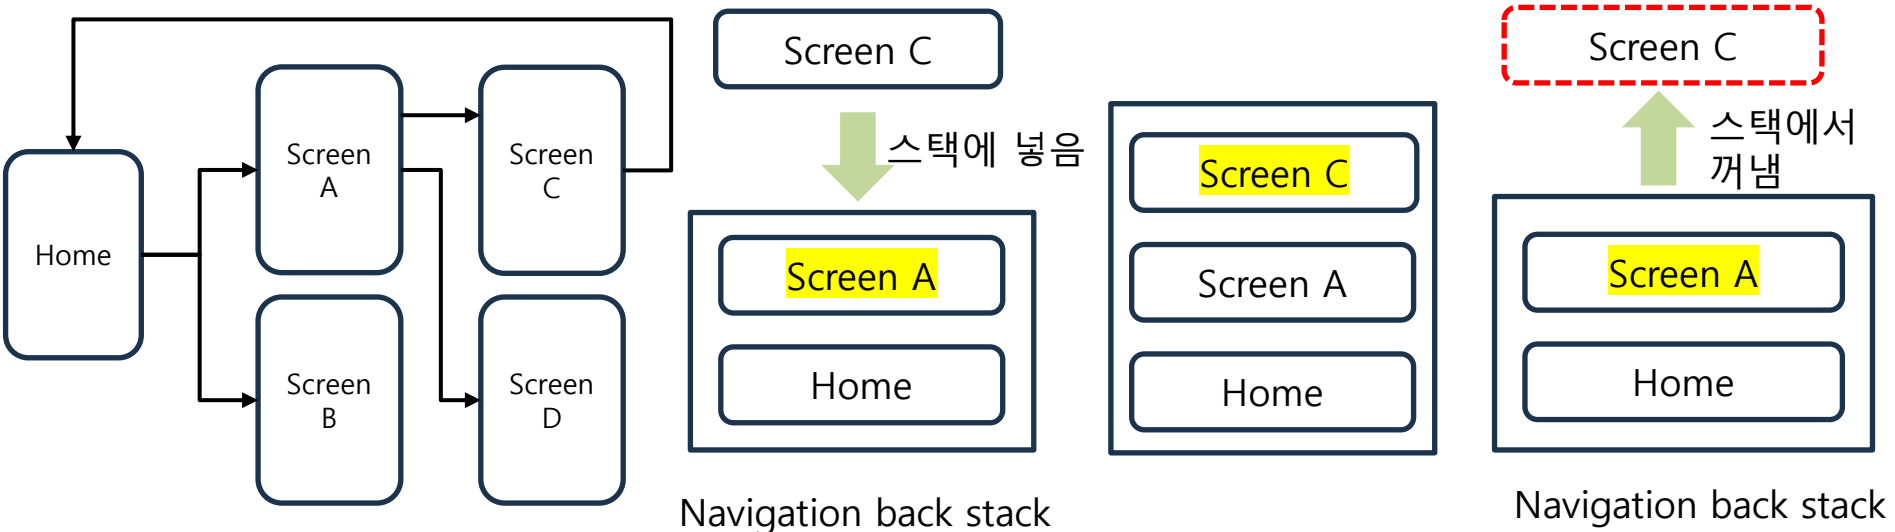 Home
Screen
A
Screen
B
Screen
C
Screen
D
Screen C
스택에 넣음
Screen A
Home
Navigation back stack
Screen C
Screen A
Home
Screen C
스택에서
꺼냄
Screen A
Home
Navigation back stack